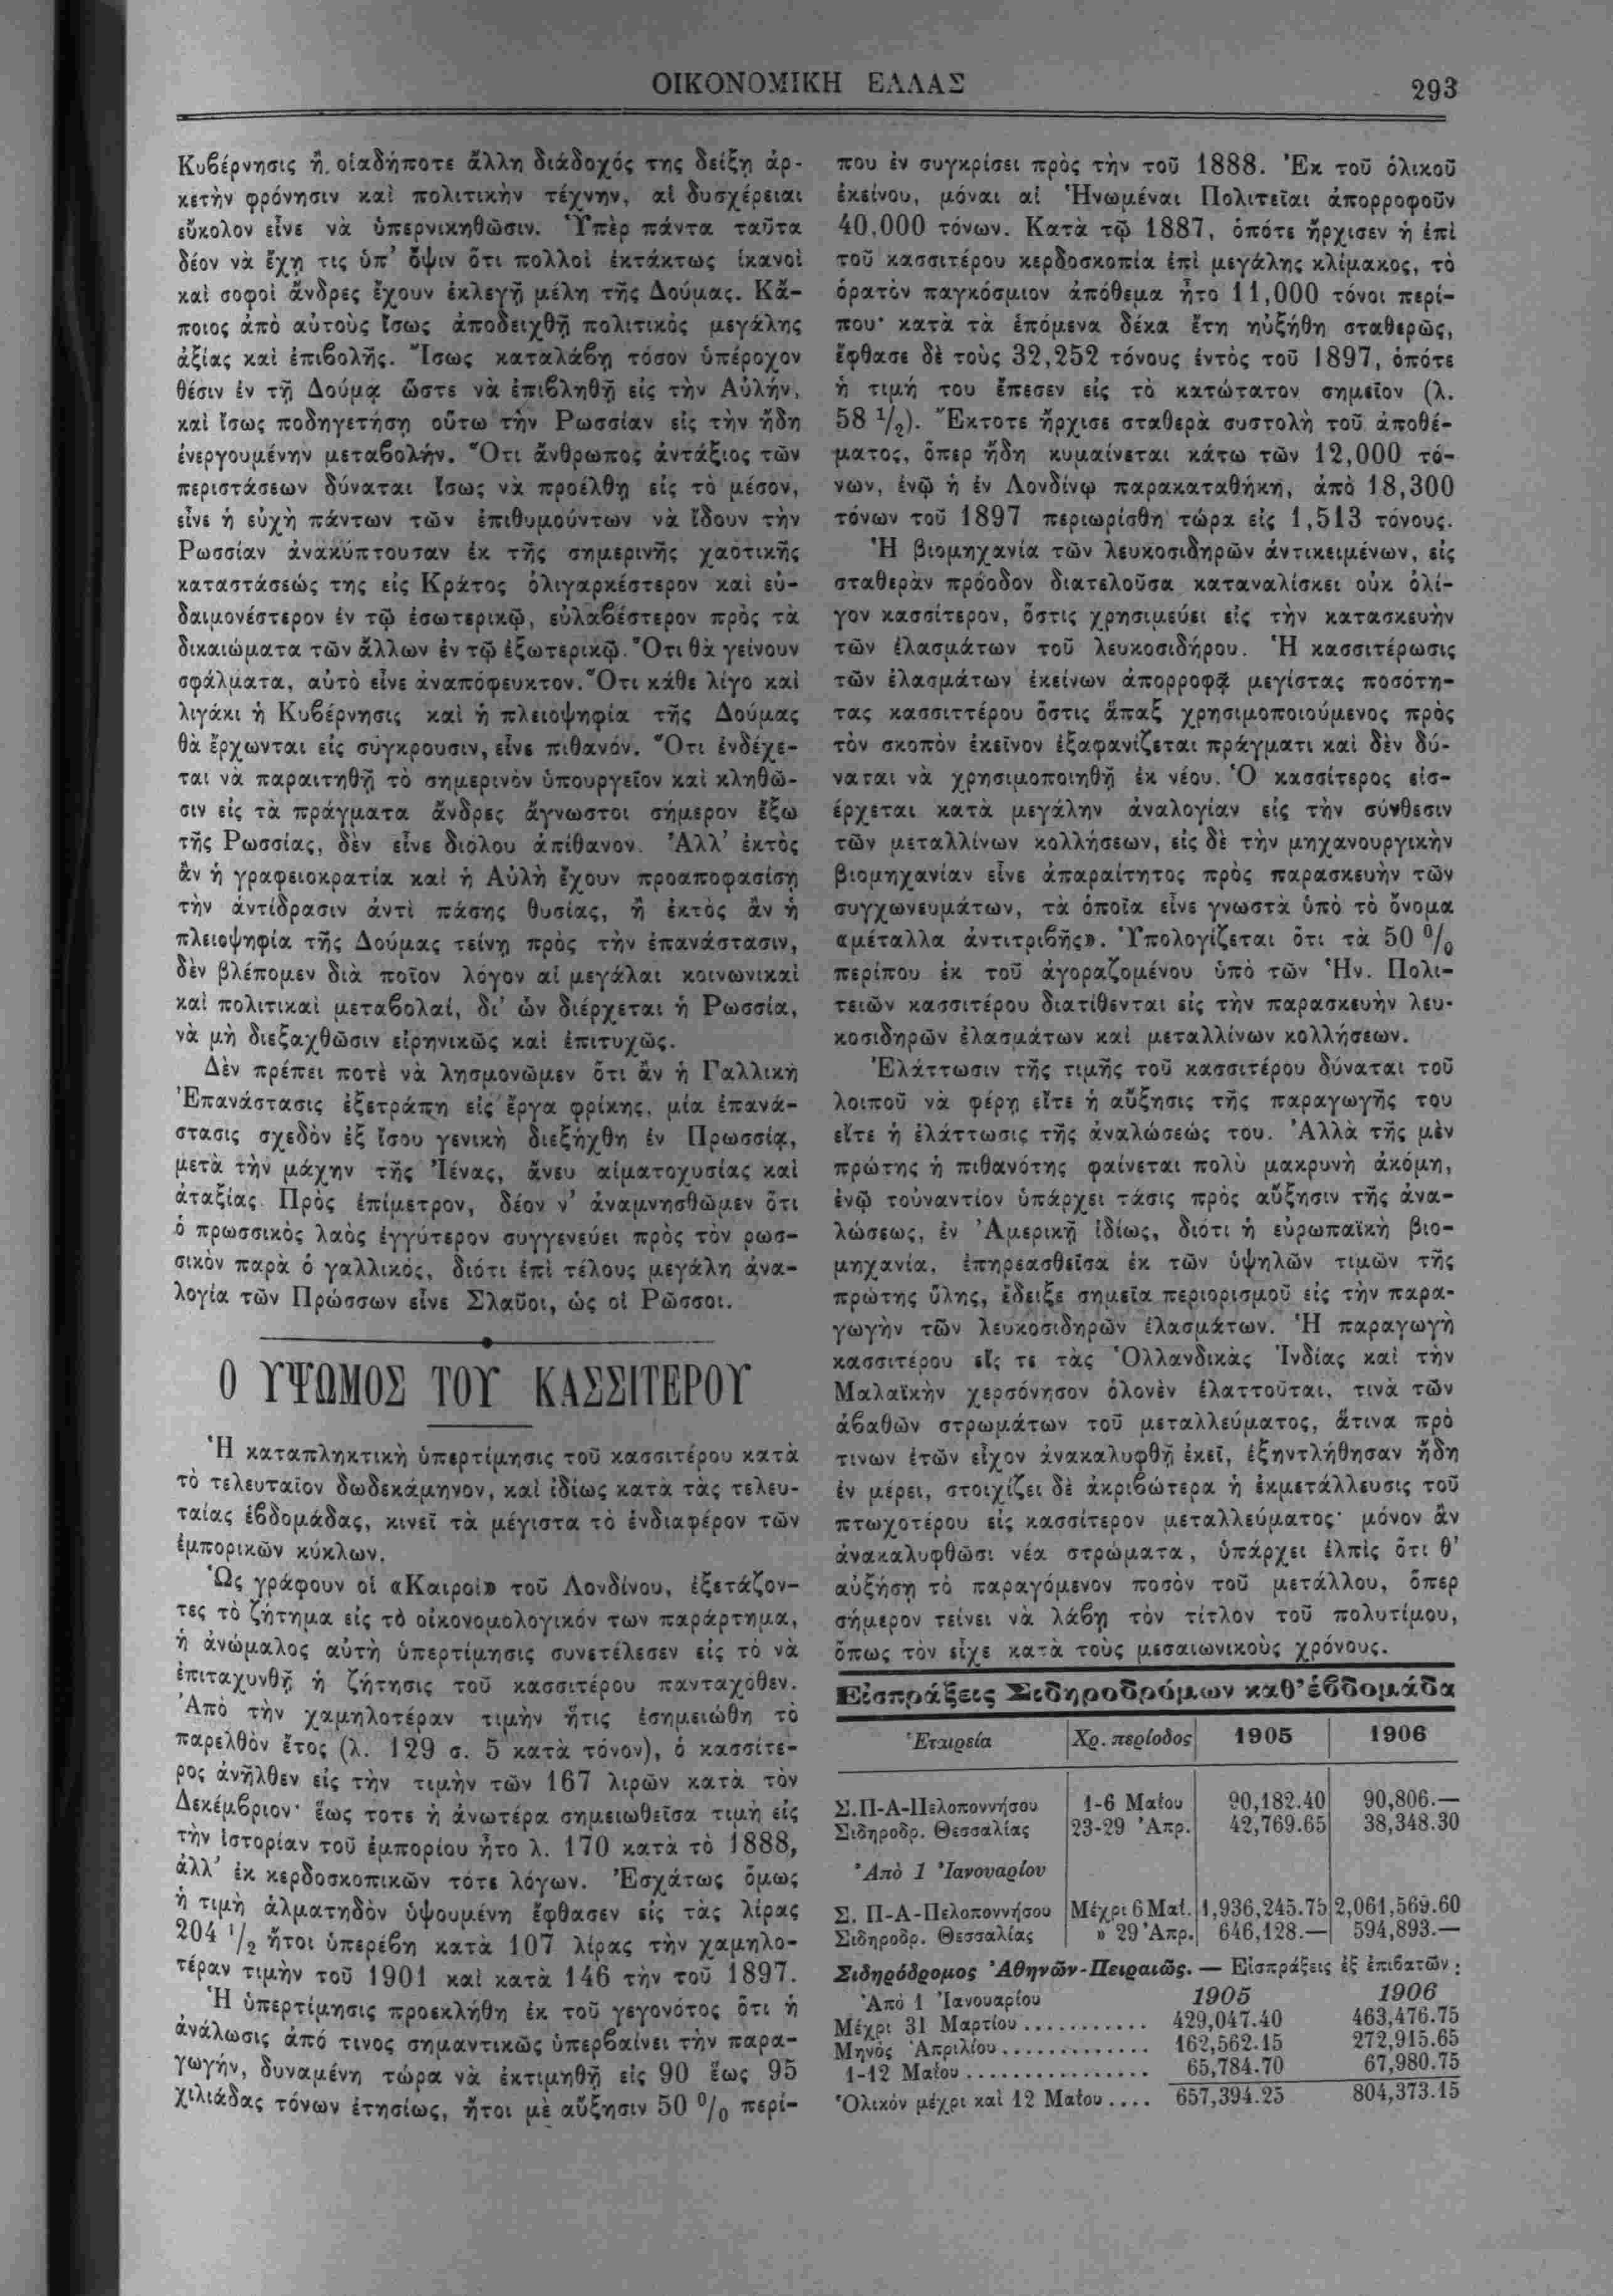 ΟΙΚΟΝΟΜΙΚΗ ΕΛΛΑΣ
293
Κυβέρνησις ἢ, οἱαδήποτε ἄλλη διάδοχός της δείξῃ ἀρ-
κετὴν φρόνησιν καὶ πολιτικὴν τέχνην, αἱ δυσχέρειαι
εὔκολον εἶνε νὰ ὑπερνικηθῶσιν. Ὑπὲρ πάντα ταῦτα
δέον νὰ ἔχῃ τις ὑπ' ὄψιν ὅτι πολλοὶ ἐκτάκτως ἱκανοὶ
καὶ σοφοὶ ἄνδρες ἔχουν ἐκλεγῆ μέλη τῆς Δούμας. Κἄ-
ποιος ἀπὸ αὐτοὺς ἴσως ἀποδειχθῇ πολιτικὸς μεγάλης
ἀξίας καὶ ἐπιβολῆς. Ἴσως καταλάβῃ τόσον ὑπέροχον
θέσιν ἐν τῇ Δούμᾳ ὥστε νὰ ἐπιβληθῇ εἰς τὴν Αὐλήν,
καὶ ἴσως ποδηγετήσῃ οὕτω τὴν Ρωσσίαν εἰς τὴν ἤδη
ἐνεργουμένην μεταβολήν. Ὅτι ἄνθρωπος ἀντάξιος τῶν
περιστάσεων δύναται ἴσως νὰ προέλθῃ εἰς τὸ μέσον,
εἶνε ἡ εὐχὴ πάντων τῶν ἐπιθυμούντων νὰ ἴδουν τὴν
Ρωσσίαν ἀνακύπτουσαν ἐκ τῆς σημερινῆς χαοτικῆς
καταστάσεώς της εἰς Κράτος ὀλιγαρκέστερον καὶ εὐ-
δαιμονέστερον ἐν τῷ ἐσωτερικῷ, εὐλαβέστερον πρὸς τὰ
δικαιώματα τῶν ἄλλων ἐν τῷ ἐξωτερικῷ. Ὅτι θὰ γείνουν
σφάλματα, αὐτὸ εἶνε ἀναπόφευκτον. Ὅτι κάθε λίγο καὶ
λιγάκι ἡ Κυβέρνησις καὶ ἡ πλειοψηφία τῆς Δούμας
θὰ ἔρχωνται εἰς σύγκρουσιν, εἶνε πιθανόν. Ὅτι ἐνδέχε-
ται νὰ παραιτηθῇ τὸ σημερινὸν ὑπουργεῖον καὶ κληθῶ-
σιν εἰς τὰ πράγματα ἄνδρες ἄγνωστοι σήμερον ἔξω
τῆς Ρωσσίας, δὲν εἶνε διόλου ἀπίθανον. Ἀλλ' ἐκτὸς
ἂν ἡ γραφειοκρατία καὶ ἡ Αὐλὴ ἔχουν προαποφασίσῃ
τὴν ἀντίδρασιν ἀντὶ πάσης θυσίας, ἢ ἐκτὸς ἂν ἡ
πλειοψηφία τῆς Δούμας τείνῃ πρὸς τὴν ἐπανάστασιν,
δὲν βλέπομεν διὰ ποῖον λόγον αἱ μεγάλαι κοινωνικαὶ
καὶ πολιτικαὶ μεταβολαί, δι' ὧν διέρχεται ἡ Ρωσσία,
νὰ μὴ διεξαχθῶσιν εἰρηνικῶς καὶ ἐπιτυχῶς.
Δὲν πρέπει ποτὲ νὰ λησμονῶμεν ὅτι ἂν ἡ Γαλλικὴ
Ἐπανάστασις ἐξετράπη εἰς ἔργα φρίκης, μία ἐπανά-
στασις σχεδὸν ἐξ ἴσου γενικὴ διεξήχθη ἐν Πρωσσίᾳ,
μετὰ τὴν μάχην τῆς Ἰένας, ἄνευ αἱματοχυσίας καὶ
ἀταξίας. Πρὸς ἐπίμετρον, δέον ν' ἀναμνησθῶμεν ὅτι
ὁ πρωσσικὸς λαὸς ἐγγύτερον συγγενεύει πρὸς τὸν ρωσ-
σικὸν παρὰ ὁ γαλλικός, διότι ἐπὶ τέλους μεγάλη ἀνα-
λογία τῶν Πρώσσων εἶνε Σλαῦοι, ὡς οἱ Ρῶσσοι.
Ο ΥΨΩΜΟΣ ΤΟΥ ΚΑΣΣΙΤΕΡΟΥ
Ἡ καταπληκτικὴ ὑπερτίμησις τοῦ κασσιτέρου κατὰ
τὸ τελευταῖον δωδεκάμηνον, καὶ ἰδίως κατὰ τὰς τελευ-
ταίας ἑβδομάδας, κινεῖ τὰ μέγιστα τὸ ἐνδιαφέρον τῶν
ἐμπορικῶν κύκλων.
Ὡς γράφουν οἱ «Καιροὶ» τοῦ Λονδίνου, ἐξετάζον-
τες τὸ ζήτημα εἰς τὸ οἰκονομολογικόν των παράρτημα,
ἡ ἀνώμαλος αὐτὴ ὑπερτίμησις συνετέλεσεν εἰς τὸ νὰ
ἐπιταχυνθῇ ἡ ζήτησις τοῦ κασσιτέρου πανταχόθεν.
Ἀπὸ τὴν χαμηλοτέραν τιμὴν ἥτις ἐσημειώθη τὸ
παρελθὸν ἔτος (λ. 129 σ. 5 κατὰ τόνον), ὁ κασσίτε-
ρος ἀνῆλθεν εἰς τὴν τιμὴν τῶν 167 λιρῶν κατὰ τὸν
Δεκέμβριον· ἕως τοτε ἡ ἀνωτέρα σημειωθεῖσα τιμὴ εἰς
τὴν ἱστορίαν τοῦ ἐμπορίου ἦτο λ. 170 κατὰ τὸ 1888,
ἀλλ' ἐκ κερδοσκοπικῶν τότε λόγων. Ἐσχάτως ὅμως
ἡ τιμὴ ἁλματηδὸν ὑψουμένη ἔφθασεν εἰς τὰς λίρας
204 1/2 ἤτοι ὑπερέβη κατὰ 107 λίρας τὴν χαμηλο-
τέραν τιμὴν τοῦ 1901 καὶ κατὰ 146 τὴν τοῦ 1897.
Ἡ ὑπερτίμησις προεκλήθη ἐκ τοῦ γεγονότος ὅτι ἡ
ἀνάλωσις ἀπό τινος σημαντικῶς ὑπερβαίνει τὴν παρα-
γωγήν, δυναμένη τώρα νὰ ἐκτιμηθῇ εἰς 90 ἕως 95
χιλιάδας τόνων ἐτησίως, ἤτοι μὲ αὔξησιν 50 % περί-
που ἐν συγκρίσει πρὸς τὴν τοῦ 1888. Ἐκ τοῦ ὁλικοῦ
ἐκείνου, μόναι αἱ Ἡνωμέναι Πολιτεῖαι ἀπορροφοῦν
40,000 τόνων. Κατὰ τῷ 1887, ὁπότε ἤρχισεν ἡ ἐπὶ
τοῦ κασσιτέρου κερδοσκοπία ἐπὶ μεγάλης κλίμακος, τὸ
ὁρατὸν παγκόσμιον ἀπόθεμα ἦτο 11,000 τόνοι περί-
που· κατὰ τὰ ἑπόμενα δέκα ἔτη ηὐξήθη σταθερῶς,
ἔφθασε δὲ τοὺς 32,252 τόνους ἐντὸς τοῦ 1897, ὁπότε
ἡ τιμή του ἔπεσεν εἰς τὸ κατώτατον σημεῖον (λ.
58 1/2). Ἔκτοτε ἤρχισε σταθερὰ συστολὴ τοῦ ἀποθέ-
ματος, ὅπερ ἤδη κυμαίνεται κάτω τῶν 12,000 τό-
νων, ἐνῷ ἡ ἐν Λονδίνῳ παρακαταθήκη, ἀπὸ 18,300
τόνων τοῦ 1897 περιωρίσθη τώρα εἰς 1,513 τόνους.
Ἡ βιομηχανία τῶν λευκοσιδηρῶν ἀντικειμένων, εἰς
σταθερὰν πρόοδον διατελοῦσα καταναλίσκει οὐκ ὀλί-
γον κασσίτερον, ὅστις χρησιμεύει εἰς τὴν κατασκευὴν
τῶν ἐλασμάτων τοῦ λευκοσιδήρου. Ἡ κασσιτέρωσις
τῶν ἐλασμάτων ἐκείνων ἀπορροφᾷ μεγίστας ποσότη-
τας κασσιττέρου ὅστις ἅπαξ χρησιμοποιούμενος πρὸς
τὸν σκοπὸν ἐκεῖνον ἐξαφανίζεται πράγματι καὶ δὲν δύ-
ναται νὰ χρησιμοποιηθῇ ἐκ νέου. Ὁ κασσίτερος εἰσ-
έρχεται κατὰ μεγάλην ἀναλογίαν εἰς τὴν σύνθεσιν
τῶν μεταλλίνων κολλήσεων, εἰς δὲ τὴν μηχανουργικὴν
βιομηχανίαν εἶνε ἀπαραίτητος πρὸς παρασκευὴν τῶν
συγχωνευμάτων, τὰ ὁποῖα εἶνε γνωστὰ ὑπὸ τὸ ὄνομα
«μέταλλα ἀντιτριβῆς». Ὑπολογίζεται ὅτι τὰ 50 %
περίπου ἐκ τοῦ ἀγοραζομένου ὑπὸ τῶν Ἡν. Πολι-
τειῶν κασσιτέρου διατίθενται εἰς τὴν παρασκευὴν λευ-
κοσιδηρῶν ἐλασμάτων καὶ μεταλλίνων κολλήσεων.
Ἐλάττωσιν τῆς τιμῆς τοῦ κασσιτέρου δύναται τοῦ
λοιποῦ νὰ φέρῃ εἴτε ἡ αὔξησις τῆς παραγωγῆς του
εἴτε ἡ ἐλάττωσις τῆς ἀναλώσεώς του. Ἀλλὰ τῆς μὲν
πρώτης ἡ πιθανότης φαίνεται πολὺ μακρυνὴ ἀκόμη,
ἐνῷ τοὐναντίον ὑπάρχει τάσις πρὸς αὔξησιν τῆς ἀνα-
λώσεως, ἐν Ἀμερικῇ ἰδίως, διότι ἡ εὐρωπαϊκὴ βιο-
μηχανία, ἐπηρεασθεῖσα ἐκ τῶν ὑψηλῶν τιμῶν τῆς
πρώτης ὕλης, ἔδειξε σημεῖα περιορισμοῦ εἰς τὴν παρα-
γωγὴν τῶν λευκοσιδηρῶν ἐλασμάτων. Ἡ παραγωγὴ
κασσιτέρου εἴς τε τὰς Ὁλλανδικὰς Ἰνδίας καὶ τὴν
Μαλαϊκὴν χερσόνησον ὁλονὲν ἐλαττοῦται, τινὰ τῶν
ἀβαθῶν στρωμάτων τοῦ μεταλλεύματος, ἅτινα πρὸ
τινων ἐτῶν εἶχον ἀνακαλυφθῇ ἐκεῖ, ἐξηντλήθησαν ἤδη
ἐν μέρει, στοιχίζει δὲ ἀκριβώτερα ἡ ἐκμετάλλευσις τοῦ
πτωχοτέρου εἰς κασσίτερον μεταλλεύματος· μόνον ἂν
ἀνακαλυφθῶσι νέα στρώματα, ὑπάρχει ἐλπὶς ὅτι θ'
αὐξήσῃ τὸ παραγόμενον ποσὸν τοῦ μετάλλου, ὅπερ
σήμερον τείνει νὰ λάβῃ τὸν τίτλον τοῦ πολυτίμου,
ὅπως τὸν εἶχε κατὰ τοὺς μεσαιωνικοὺς χρόνους.
Εἰσπράξεις Σιδηροδρόμων καθ' ἑβδομάδα
Ἑταιρεία Χρ. περίοδος 1905 1906
Σ.Π-Α-Πελοποννήσου 1-6 Μαΐου 90,182.40 90,806.—
Σιδηροδρ. Θεσσαλίας 23-29 Ἀπρ. 42,769.65 38,348.30
Ἀπὸ 1 Ἰανουαρίου
Σ. Π-Α-Πελοποννήσου Μέχρι 6 Μαΐ. 1,936,245.75 2,061,569.60
Σιδηροδρ. Θεσσαλίας » 29 Ἀπρ. 646,128.— 594,893.—
Σιδηρόδρομος Ἀθηνῶν-Πειραιῶς. — Εἰσπράξεις ἐξ ἐπιβατῶν:
Ἀπὸ 1 Ἰανουαρίου 1905 1906
Μέχρι 31 Μαρτίου ........... 429,047.40 463,476.75
Μηνὸς Ἀπριλίου ............. 162,562.15 272,915.65
1-12 Μαΐου ................ 65,784.70 67,980.75
Ὁλικόν μέχρι καὶ 12 Μαΐου .... 657,394.25 804,373.15